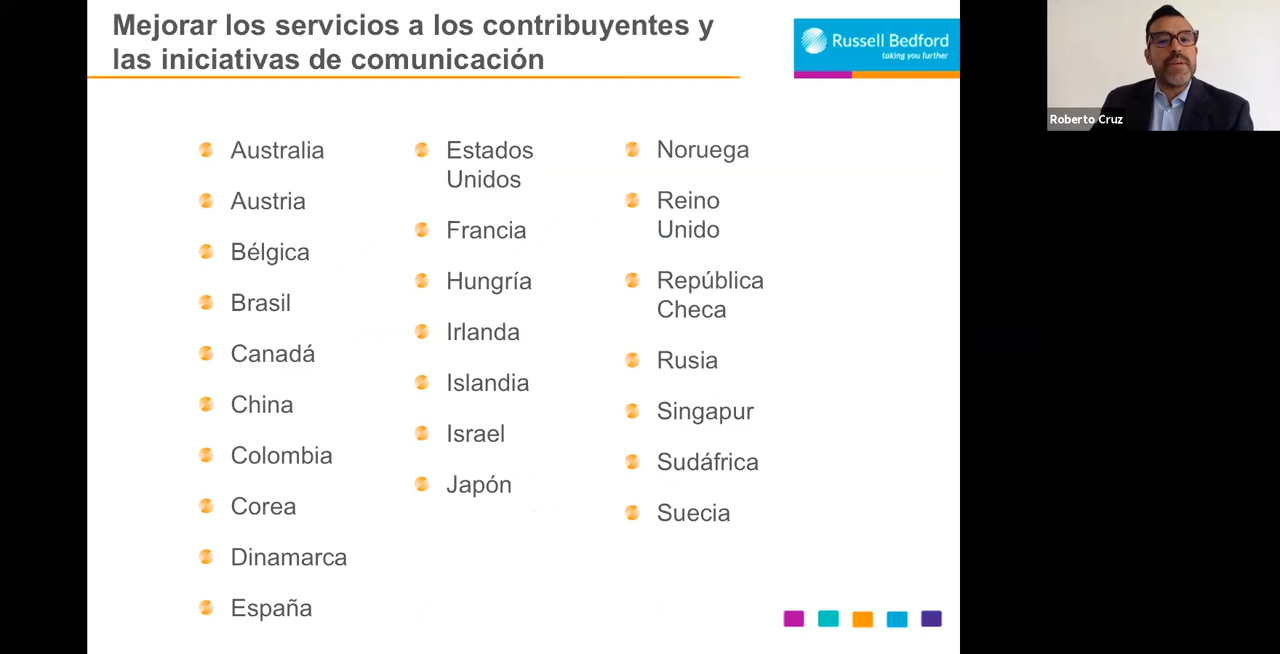 Mejorar los servicios a los contribuyentes y
las iniciativas de comunicación
Russell Bedford
taking you further
Roberto Cruz
Australia
Austria
Bélgica
Brasil
Canadá
China
Colombia
Corea
Dinamarca
España
Estados
Unidos
Francia
Hungría
Irlanda
Islandia
Israel
Japón
Noruega
Reino
Unido
República
Checa
Rusia
Singapur
Sudáfrica
Suecia